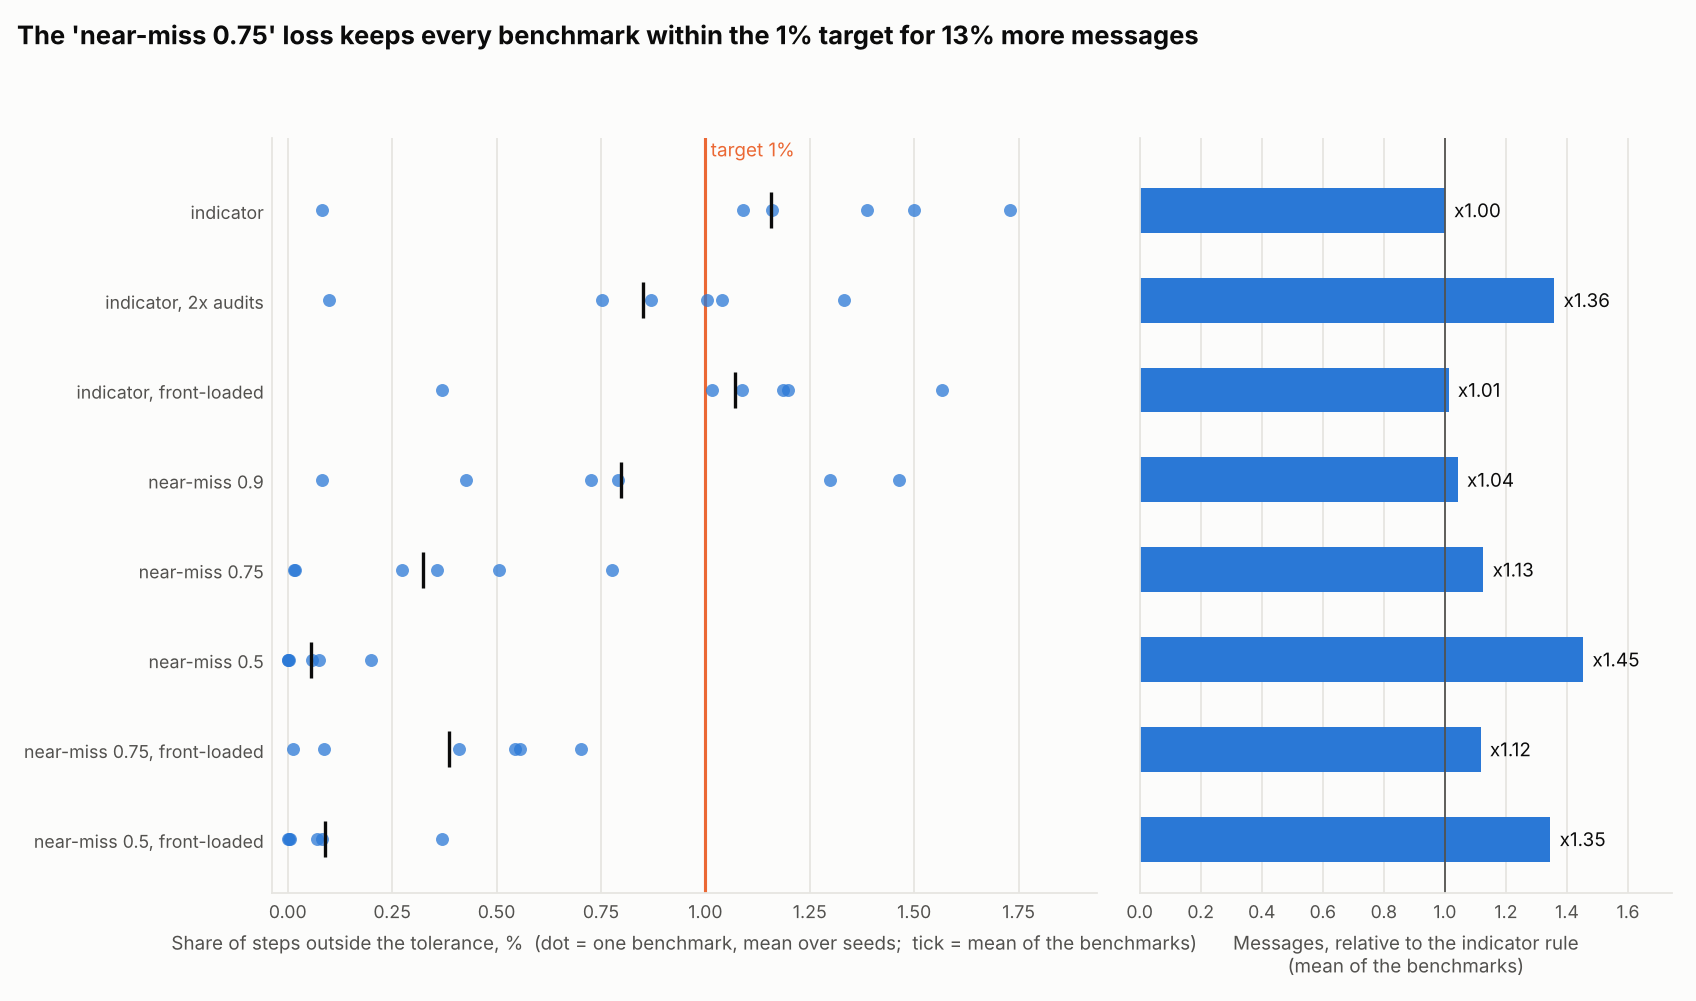 The 'near-miss 0.75' loss keeps every benchmark within the 1% target for 13% more messages
target 1%
indicator
x1.00
indicator, 2x audits
x1.36
indicator, front-loaded
x1.01
near-miss 0.9
x1.04
near-miss 0.75
x1.13
near-miss 0.5
x1.45
near-miss 0.75, front-loaded
x1.12
near-miss 0.5, front-loaded
x1.35
0.00 0.25 0.50 0.75 1.00 1.25 1.50 1.75
Share of steps outside the tolerance, %  (dot = one benchmark, mean over seeds;  tick = mean of the benchmarks)
0.0 0.2 0.4 0.6 0.8 1.0 1.2 1.4 1.6
Messages, relative to the indicator rule
(mean of the benchmarks)